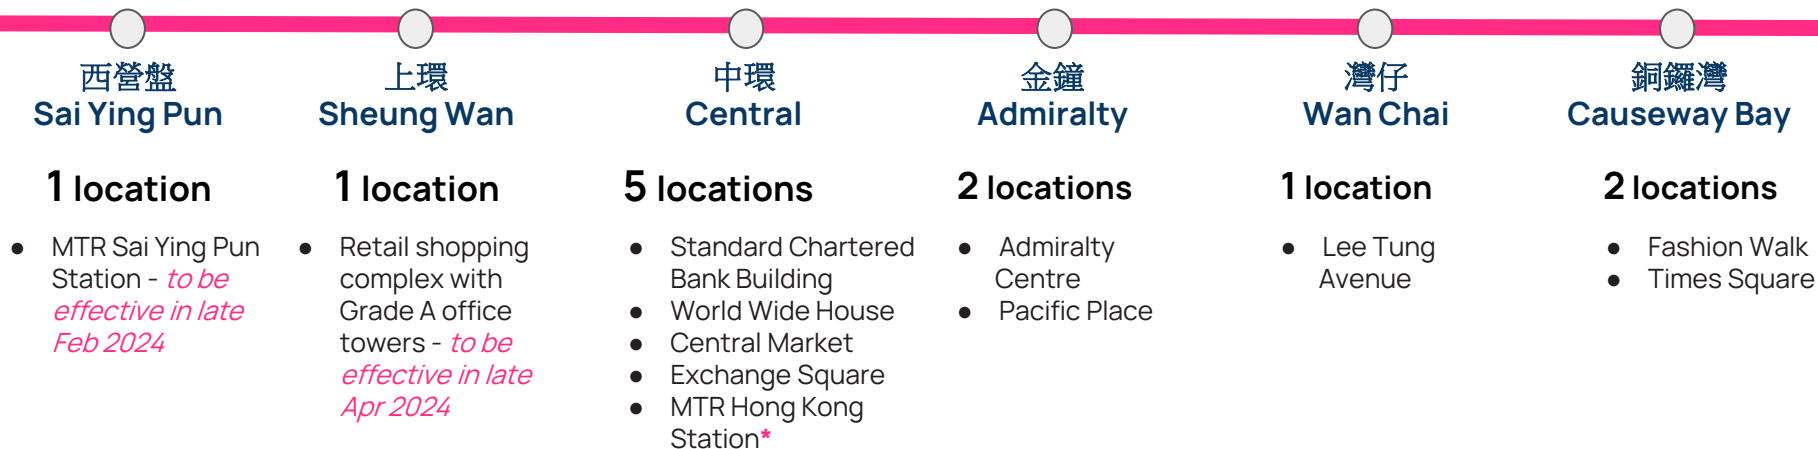 西營盤
Sai Ying Pun
1 location
● MTR Sai Ying Pun
Station - to be
effective in late
Feb 2024
上環
Sheung Wan
1 location
● Retail shopping
complex with
Grade A office
towers - to be
effective in late
Apr 2024
中環
Central
5 locations
● Standard Chartered
Bank Building
● World Wide House
● Central Market
● Exchange Square
● MTR Hong Kong
Station*
金鐘
Admiralty
2 locations
● Admiralty
Centre
● Pacific Place
灣仔
Wan Chai
1 location
● Lee Tung
Avenue
銅鑼灣
Causeway Bay
2 locations
● Fashion Walk
● Times Square